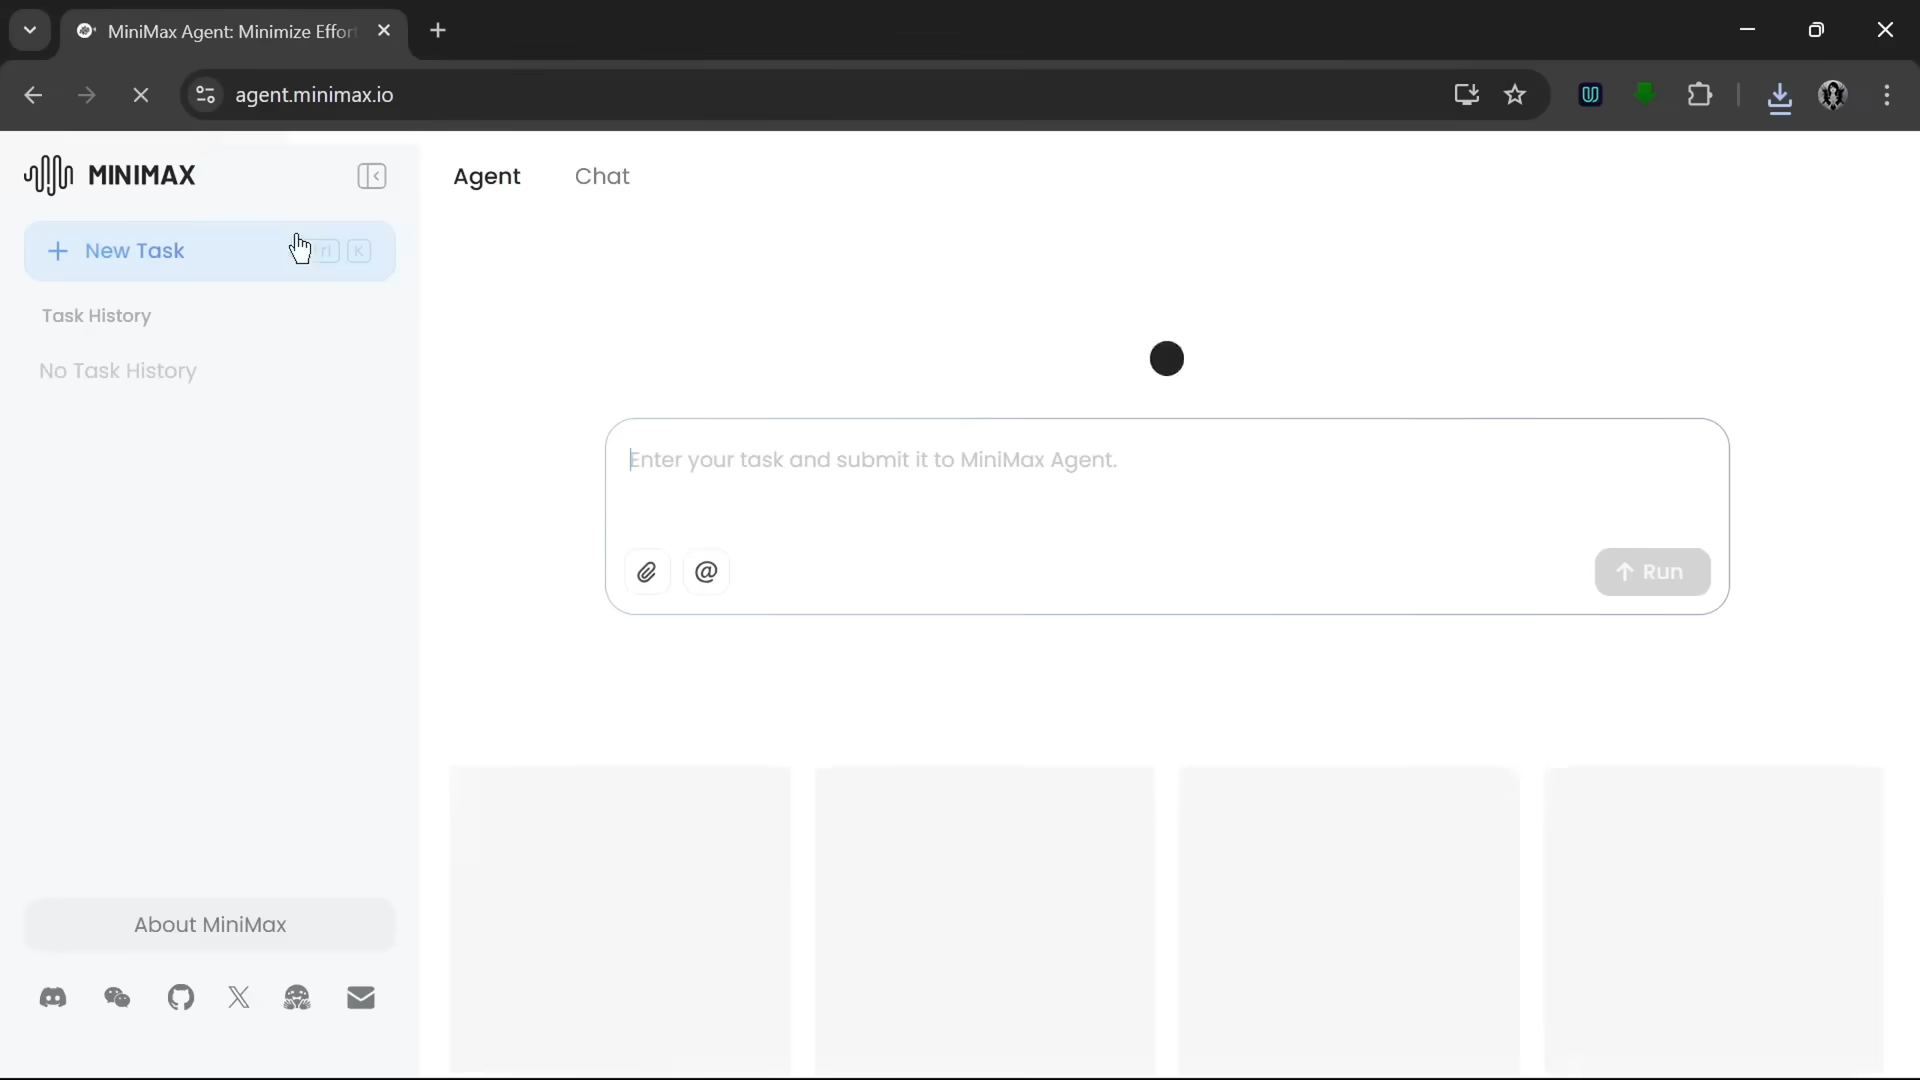 MiniMax Agent: Minimize Effor
agent.minimax.io
MINIMAX
Agent
Chat
New Task
rl K
Task History
No Task History
Enter your task and submit it to MiniMax Agent.
@
Run
About MiniMax